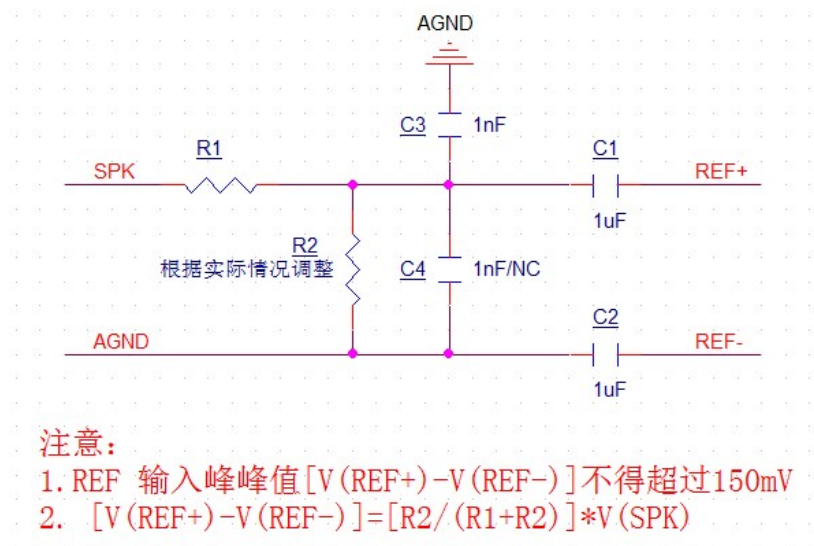 AGND
C3 1nF
R1 C1
SPK REF+
1uF
R2
根据实际情况调整 C4 1nF/NC
C2
AGND REF-
1uF
注意:
1.REF 输入峰峰值[V(REF+)-V(REF-)]不得超过150mV
2. [V(REF+)-V(REF-)]=[R2/(R1+R2)]*V(SPK)